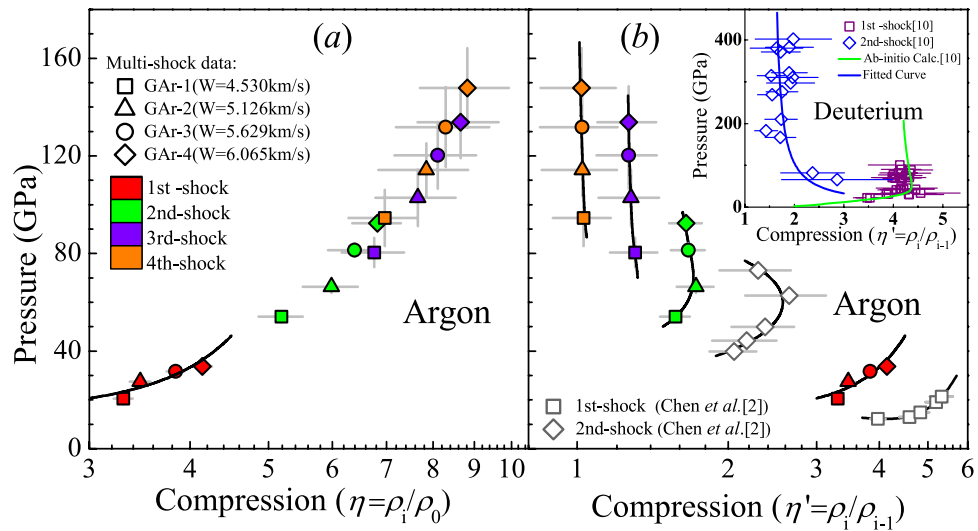 (a)
Multi-shock data:
GAr-1(W=4.530km/s)
GAr-2(W=5.126km/s)
GAr-3(W=5.629km/s)
GAr-4(W=6.065km/s)
1st -shock
2nd-shock
3rd-shock
4th-shock
Argon
Pressure (GPa)
160
120
80
40
0
3 4 5 6 7 8 9 10
Compression (η=ρi/ρ0)
(b)
Argon
1st-shock (Chen et al.[2])
2nd-shock (Chen et al.[2])
1 2 3 4 5 6
Compression (η'=ρi/ρi-1)
1st -shock[10]
2nd-shock[10]
Ab-initio Calc.[10]
Fitted Curve
Deuterium
Pressure (GPa)
400
200
0
1 2 3 4 5
Compression (η'=ρi/ρi-1)